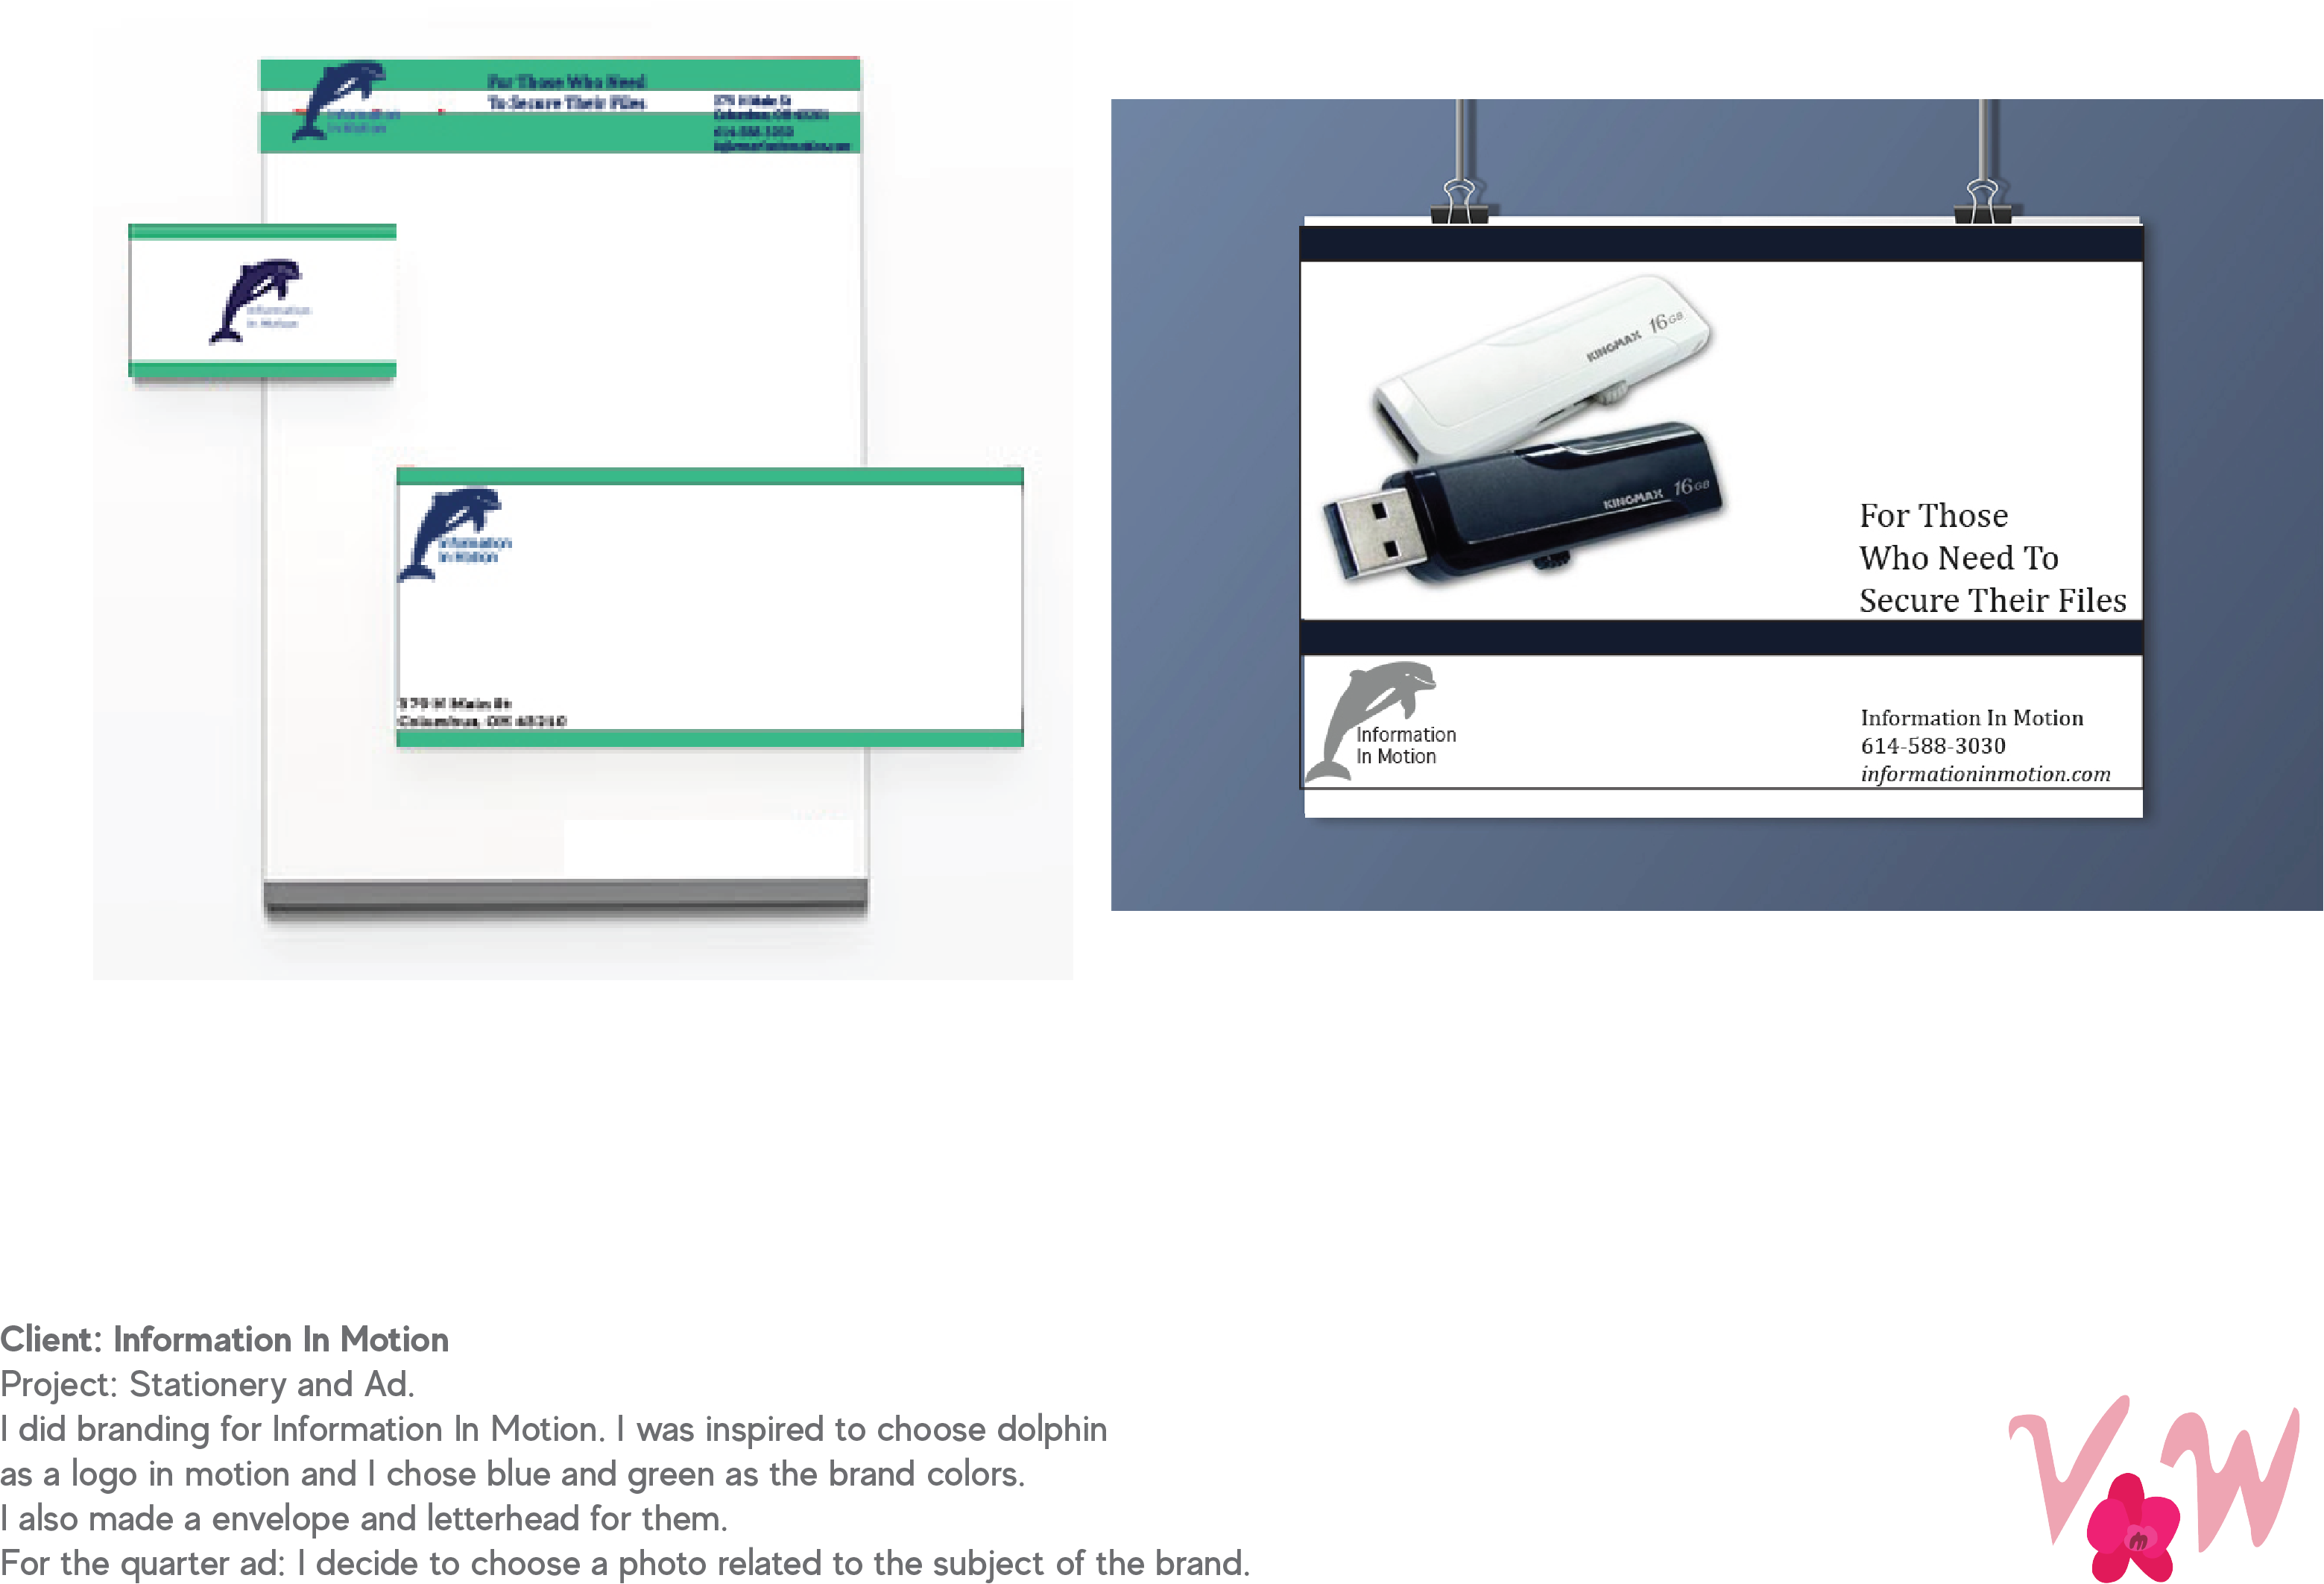 For Those Who Need
To Secure Their Files
Information
In Motion
Information
In Motion
Information
In Motion
Columbus, OH
KINGMAX 16GB
KINGMAX 16GB
For Those
Who Need To
Secure Their Files
Information
In Motion
Information In Motion
614-588-3030
informationinmotion.com
Client: Information In Motion
Project: Stationery and Ad.
I did branding for Information In Motion. I was inspired to choose dolphin
as a logo in motion and I chose blue and green as the brand colors.
I also made a envelope and letterhead for them.
For the quarter ad: I decide to choose a photo related to the subject of the brand.
V W
m